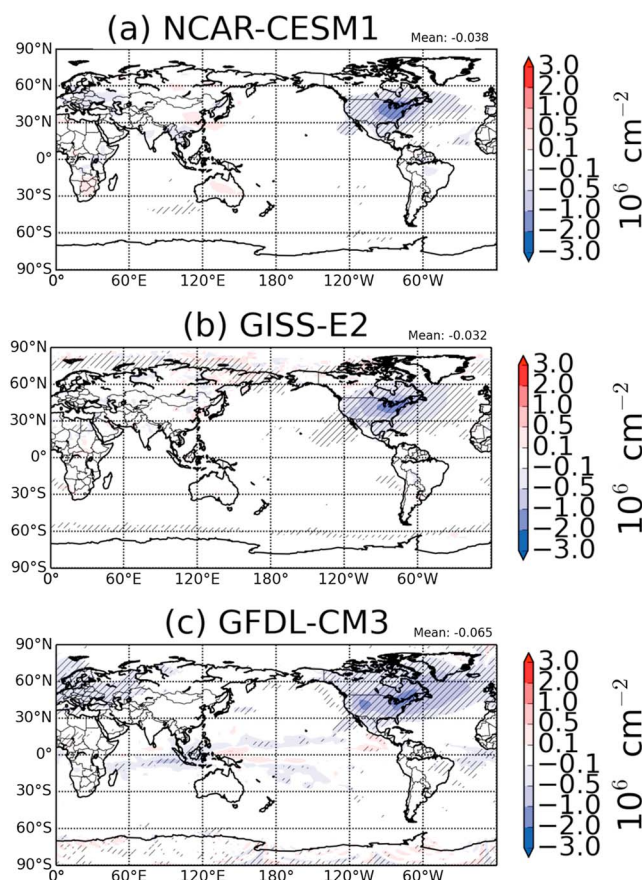 (a) NCAR-CESM1
Mean: -0.038
90°N
60°N
30°N
0°
30°S
60°S
90°S
0°
60°E
120°E
180°
120°W
60°W
3.0
2.0
1.0
0.5
0.1
−0.1
−0.5
−1.0
−2.0
−3.0
10⁶ cm⁻²
(b) GISS-E2
Mean: -0.032
90°N
60°N
30°N
0°
30°S
60°S
90°S
0°
60°E
120°E
180°
120°W
60°W
3.0
2.0
1.0
0.5
0.1
−0.1
−0.5
−1.0
−2.0
−3.0
10⁶ cm⁻²
(c) GFDL-CM3
Mean: -0.065
90°N
60°N
30°N
0°
30°S
60°S
90°S
0°
60°E
120°E
180°
120°W
60°W
3.0
2.0
1.0
0.5
0.1
−0.1
−0.5
−1.0
−2.0
−3.0
10⁶ cm⁻²